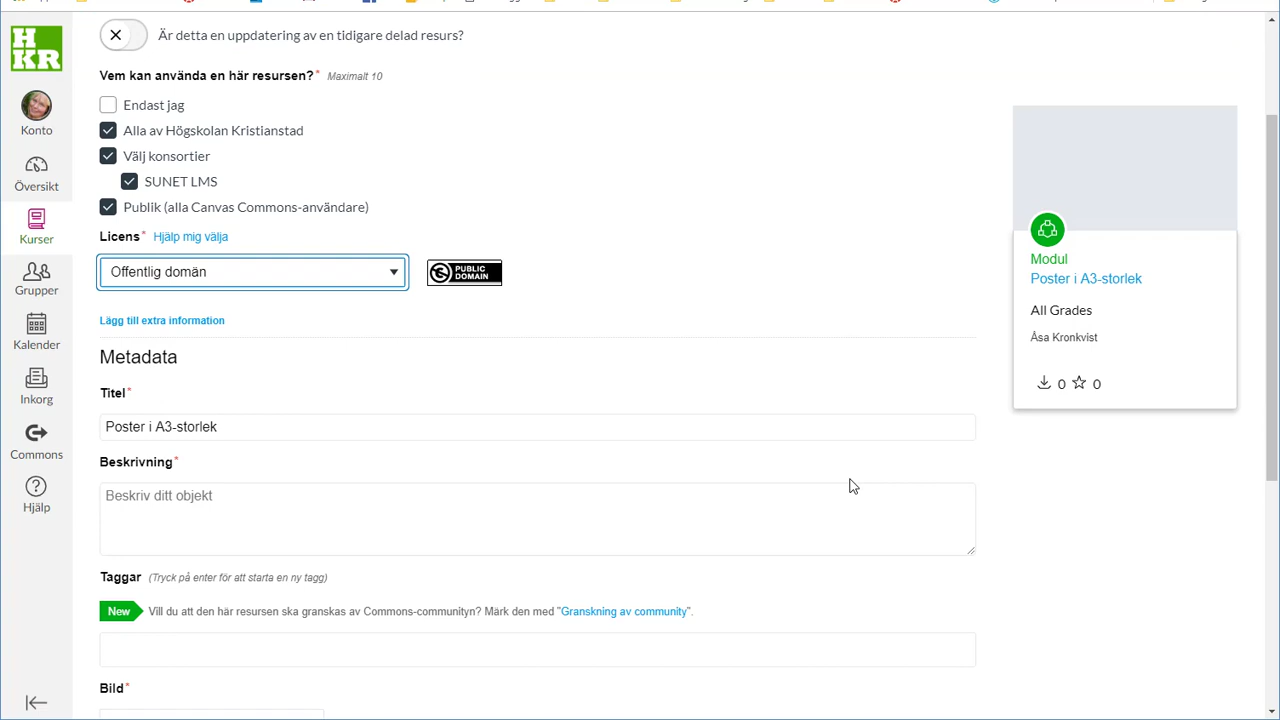 HKR
Konto
Översikt
Kurser
Grupper
Kalender
Inkorg
Commons
Hjälp
Är detta en uppdatering av en tidigare delad resurs?
Vem kan använda en här resursen?* Maximalt 10
Endast jag
Alla av Högskolan Kristianstad
Välj konsortier
SUNET LMS
Publik (alla Canvas Commons-användare)
Licens* Hjälp mig välja
Offentlig domän
PUBLIC DOMAIN
Lägg till extra information
Metadata
Titel*
Poster i A3-storlek
Beskrivning*
Beskriv ditt objekt
Taggar (Tryck på enter för att starta en ny tagg)
New Vill du att den här resursen ska granskas av Commons-communityn? Märk den med "Granskning av community".
Bild*
Modul
Poster i A3-storlek
All Grades
Åsa Kronkvist
0 0